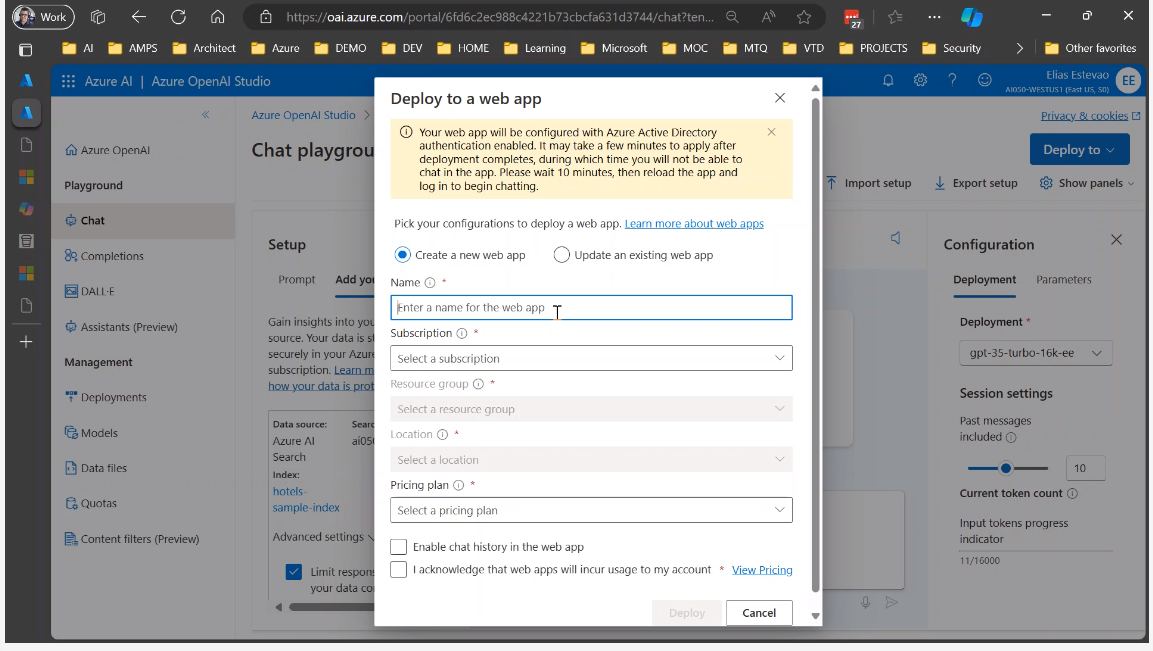 Work
https://oai.azure.com/portal/6fd6c2ec988c4221b73cbcfa631d3744/chat?ten...
27
AI AMPS Architect Azure DEMO DEV HOME Learning Microsoft MOC MTQ VTD PROJECTS Security Other favorites
Azure AI | Azure OpenAI Studio
Elias Estevao
AI050-WESTUS1 (East US, S0)
EE
Azure OpenAI
Playground
Chat
Completions
DALL·E
Assistants (Preview)
Management
Deployments
Models
Data files
Quotas
Content filters (Preview)
Azure OpenAI Studio
Privacy & cookies
Chat playgrou
Deploy to
Import setup
Export setup
Show panels
Setup
Prompt
Add you
Gain insights into you
source. Your data is st
securely in your Azure
subscription. Learn m
how your data is prot
Data source:
Searc
Azure AI
ai050
Search
Index:
hotels-
sample-index
Advanced settings
Limit respons
your data con
Deploy to a web app
Your web app will be configured with Azure Active Directory
authentication enabled. It may take a few minutes to apply after
deployment completes, during which time you will not be able to
chat in the app. Please wait 10 minutes, then reload the app and
log in to begin chatting.
Pick your configurations to deploy a web app. Learn more about web apps
Create a new web app
Update an existing web app
Name *
Enter a name for the web app
Subscription *
Select a subscription
Resource group *
Select a resource group
Location *
Select a location
Pricing plan *
Select a pricing plan
Enable chat history in the web app
I acknowledge that web apps will incur usage to my account * View Pricing
Deploy
Cancel
Configuration
Deployment
Parameters
Deployment *
gpt-35-turbo-16k-ee
Session settings
Past messages
included
10
Current token count
Input tokens progress
indicator
11/16000